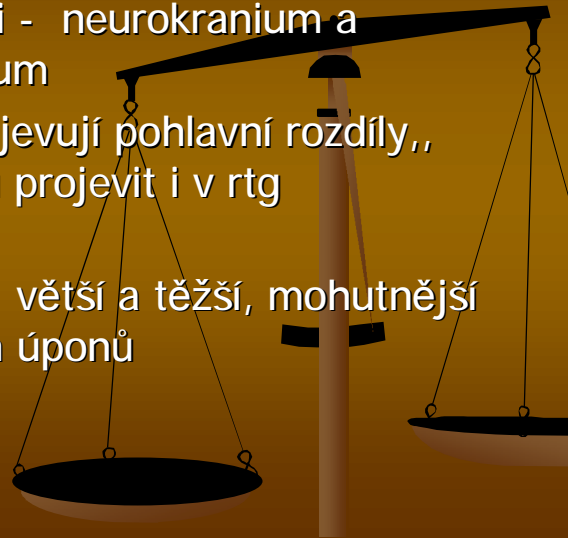 i - neurokranium a
um
jevují pohlavní rozdíly,,
projevit i v rtg
větší a těžší, mohutnější
úponů